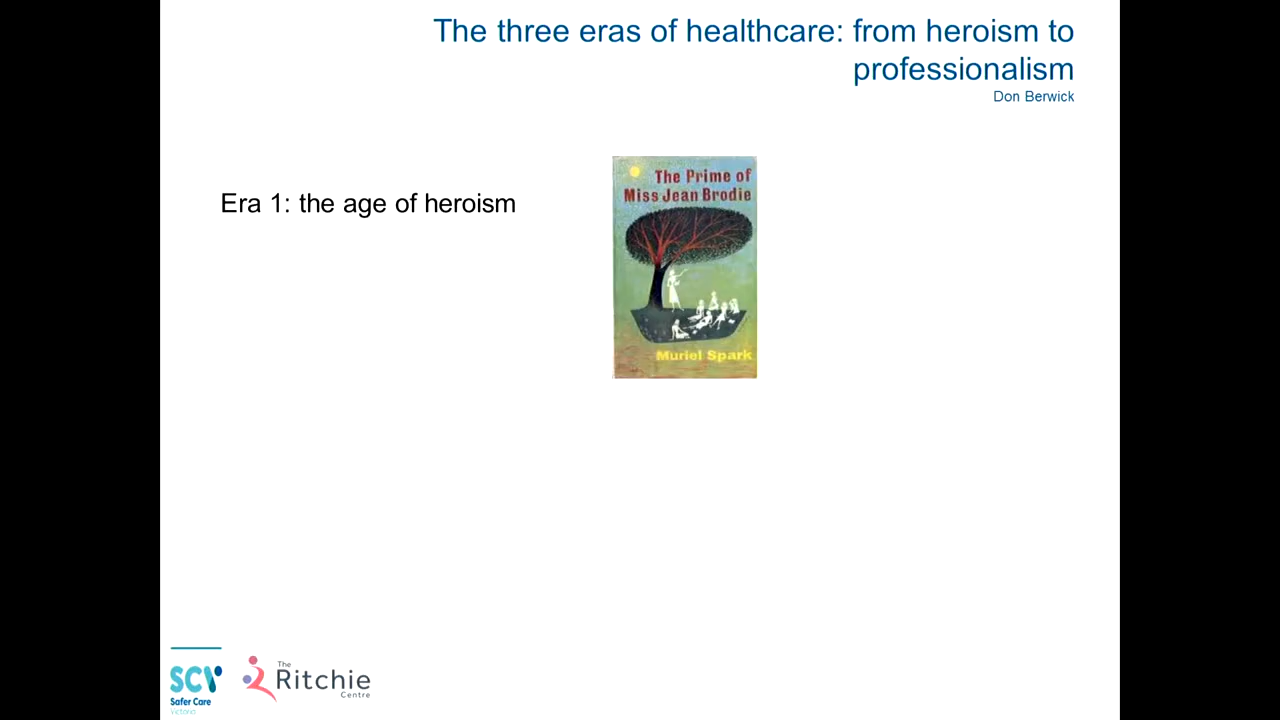 The three eras of healthcare: from heroism to
professionalism
Don Berwick
Era 1: the age of heroism
The Prime of
Miss Jean Brodie
Muriel Spark
SCV
Safer Care
Victoria
The
Ritchie
Centre